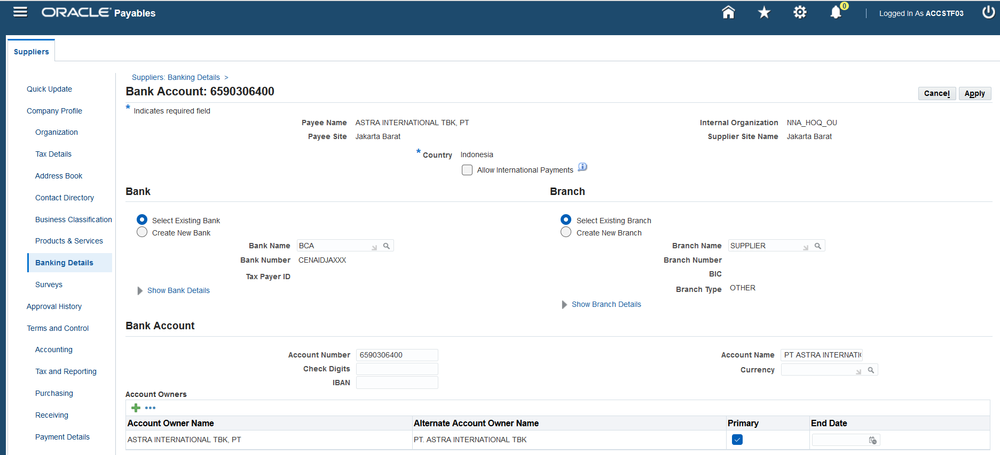 ORACLE® Payables
0
Logged In As ACCSTF03
Suppliers
Quick Update
Company Profile
Organization
Tax Details
Address Book
Contact Directory
Business Classification
Products & Services
Banking Details
Surveys
Approval History
Terms and Control
Accounting
Tax and Reporting
Purchasing
Receiving
Payment Details
Suppliers: Banking Details >
Bank Account: 6590306400
Cancel Apply
* Indicates required field
Payee Name ASTRA INTERNATIONAL TBK, PT
Internal Organization NNA_HOQ_OU
Payee Site Jakarta Barat
Supplier Site Name Jakarta Barat
* Country Indonesia
Allow International Payments
Bank
Select Existing Bank
Create New Bank
Bank Name BCA
Bank Number CENAIDJAXXX
Tax Payer ID
Show Bank Details
Branch
Select Existing Branch
Create New Branch
Branch Name SUPPLIER
Branch Number
BIC
Branch Type OTHER
Show Branch Details
Bank Account
Account Number 6590306400
Check Digits
IBAN
Account Name PT ASTRA INTERNATI
Currency
Account Owners
Account Owner Name Alternate Account Owner Name Primary End Date
ASTRA INTERNATIONAL TBK, PT PT. ASTRA INTERNATIONAL TBK